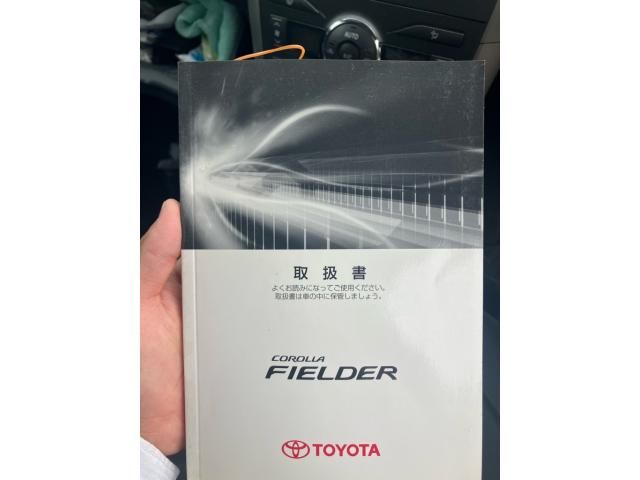 AUTO
取扱書
よくお読みになってご使用ください。
取扱書は車の中に保管しましょう。
COROLLA
FIELDER
TOYOTA